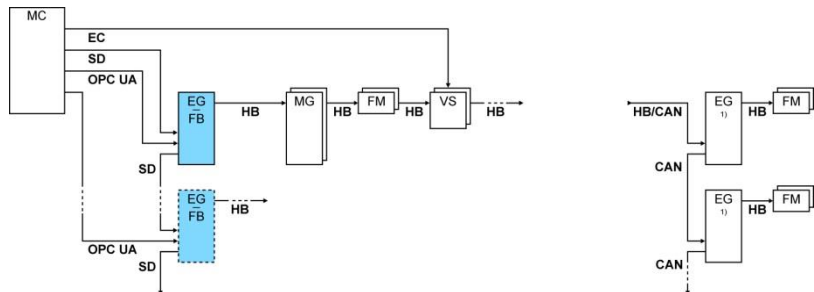 MC
EC
SD
OPC UA
EG
–
FB
HB
MG
HB
FM
HB
VS
HB
SD
EG
–
FB
HB
OPC UA
SD
HB/CAN
EG
1)
HB
FM
CAN
EG
1)
HB
FM
CAN